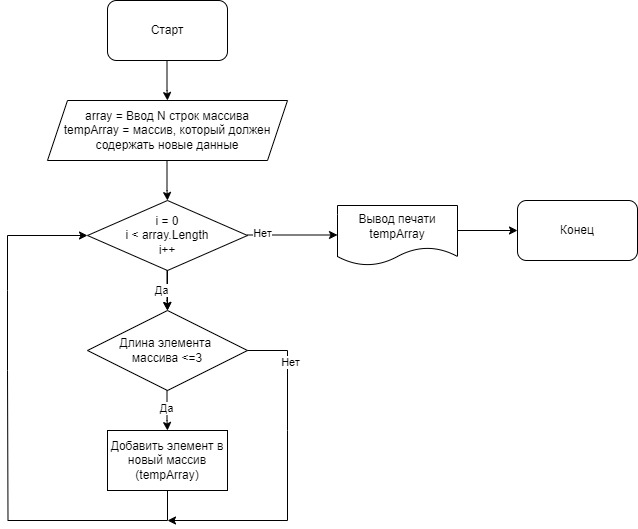 Старт
array = Ввод N строк массива
tempArray = массив, который должен
содержать новые данные
i = 0
i < array.Length
i++
Нет
Вывод печати
tempArray
Конец
Да
Длина элемента
массива <=3
Нет
Да
Добавить элемент в
новый массив
(tempArray)